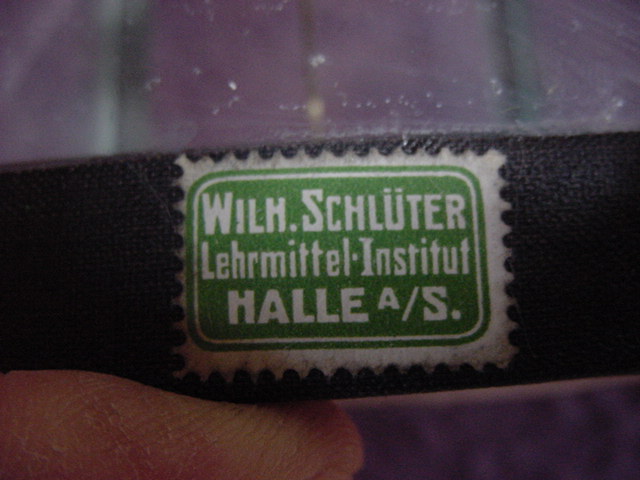 WILH. SCHLÜTER
Lehrmittel-Institut
HALLE A/S.